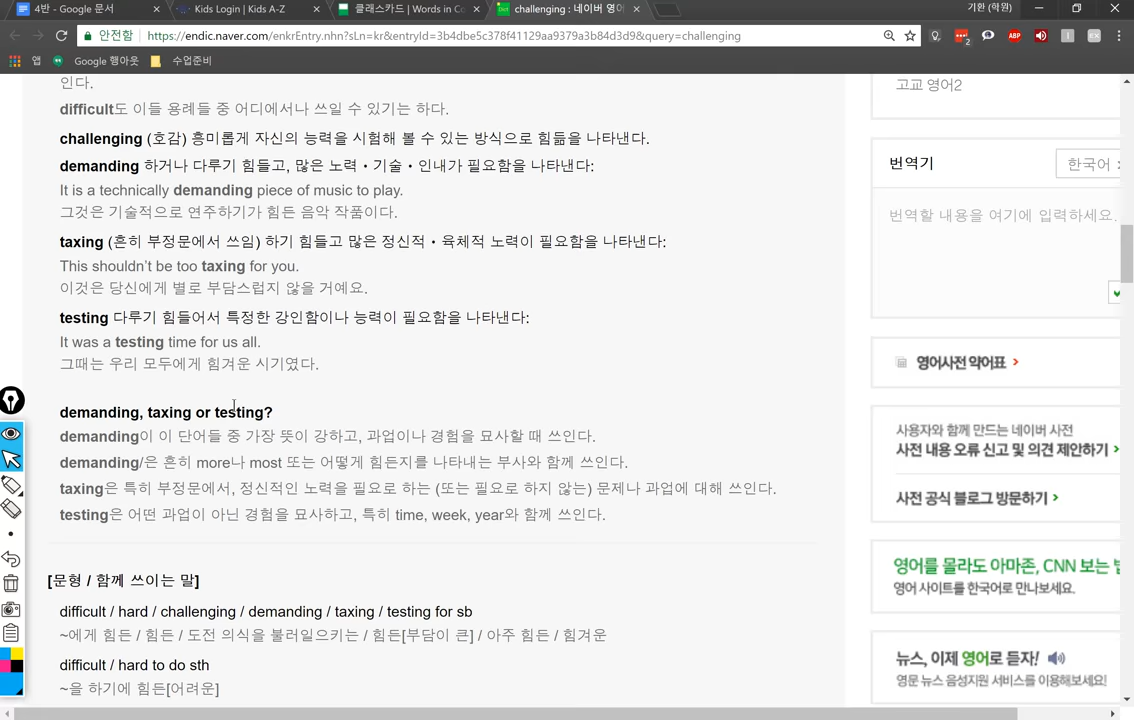 4반 - Google 문서
Kids Login | Kids A-Z
클래스카드 | Words in Co
challenging : 네이버 영어
기환 (학원)
안전함
https://endic.naver.com/enkrEntry.nhn?sLn=kr&entryId=3b4dbe5c378f41129aa9379a3b84d3d9&query=challenging
2
ABP
앱
Google 행아웃
수업준비
인다.
difficult도 이들 용례들 중 어디에서나 쓰일 수 있기는 하다.
challenging (호감) 흥미롭게 자신의 능력을 시험해 볼 수 있는 방식으로 힘듦을 나타낸다.
demanding 하거나 다루기 힘들고, 많은 노력・기술・인내가 필요함을 나타낸다:
It is a technically demanding piece of music to play.
그것은 기술적으로 연주하기가 힘든 음악 작품이다.
taxing (흔히 부정문에서 쓰임) 하기 힘들고 많은 정신적・육체적 노력이 필요함을 나타낸다:
This shouldn't be too taxing for you.
이것은 당신에게 별로 부담스럽지 않을 거예요.
testing 다루기 힘들어서 특정한 강인함이나 능력이 필요함을 나타낸다:
It was a testing time for us all.
그때는 우리 모두에게 힘겨운 시기였다.
demanding, taxing or testing?
demanding이 이 단어들 중 가장 뜻이 강하고, 과업이나 경험을 묘사할 때 쓰인다.
demanding/은 흔히 more나 most 또는 어떻게 힘든지를 나타내는 부사와 함께 쓰인다.
taxing은 특히 부정문에서, 정신적인 노력을 필요로 하는 (또는 필요로 하지 않는) 문제나 과업에 대해 쓰인다.
testing은 어떤 과업이 아닌 경험을 묘사하고, 특히 time, week, year와 함께 쓰인다.
[문형 / 함께 쓰이는 말]
difficult / hard / challenging / demanding / taxing / testing for sb
~에게 힘든 / 힘든 / 도전 의식을 불러일으키는 / 힘든[부담이 큰] / 아주 힘든 / 힘겨운
difficult / hard to do sth
~을 하기에 힘든[어려운]
고교 영어2
번역기
한국어
번역할 내용을 여기에 입력하세요.
영어사전 약어표 >
사용자와 함께 만드는 네이버 사전
사전 내용 오류 신고 및 의견 제안하기 >
사전 공식 블로그 방문하기 >
영어를 몰라도 아마존, CNN 보는
영어 사이트를 한국어로 만나보세요.
뉴스, 이제 영어로 듣자!
영문 뉴스 음성지원 서비스를 이용해보세요!